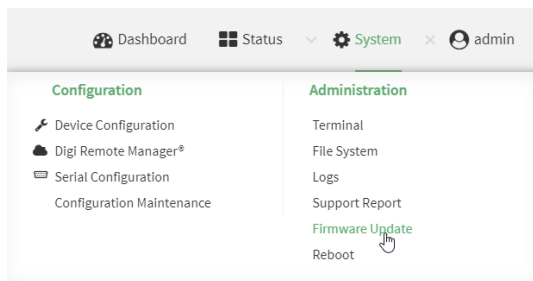 Dashboard Status System admin
Configuration
Device Configuration
Digi Remote Manager®
Serial Configuration
Configuration Maintenance
Administration
Terminal
File System
Logs
Support Report
Firmware Update
Reboot